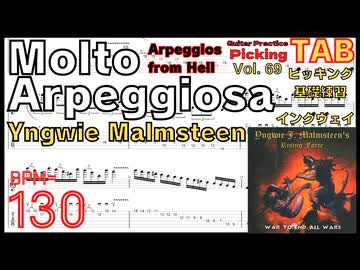 Molto
Arpeggiosa
Arpeggios
from Hell
Guitar Practice
Picking
Vol. 69
TAB
ピッキング
基礎練習
イングヴェイ
Yngwie Malmsteen
BPM=
130
Yngwie J. Malmsteen's
Rising Force
WAR TO END ALL WARS